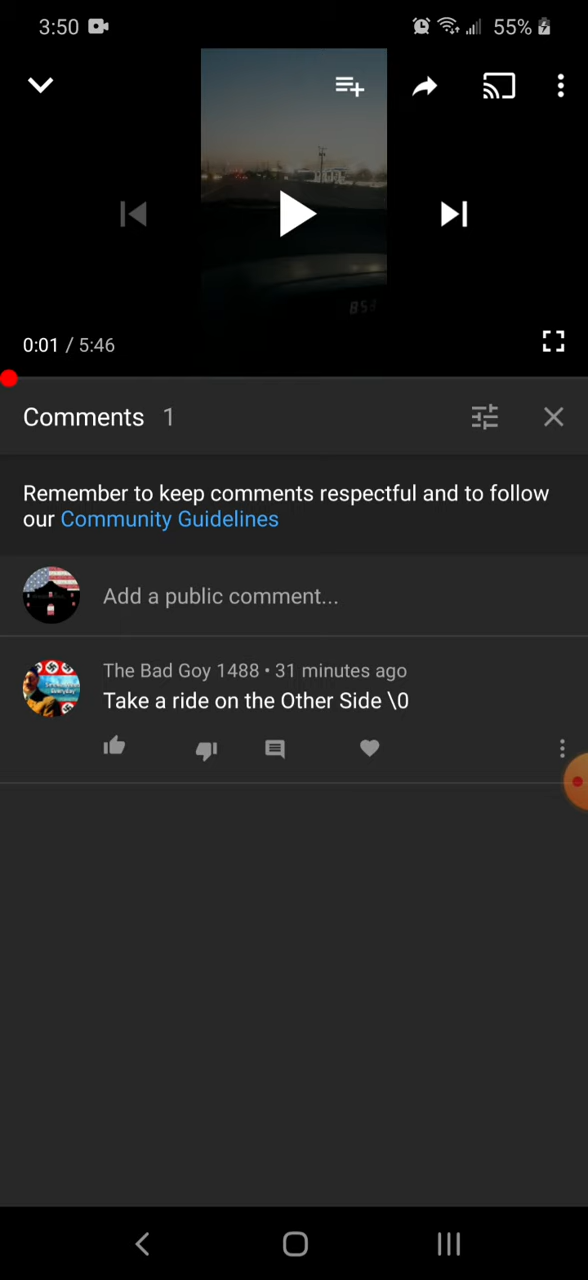 3:50
55%
853
0:01 / 5:46
Comments 1
Remember to keep comments respectful and to follow
our Community Guidelines
Add a public comment...
The Bad Goy 1488 • 31 minutes ago
Take a ride on the Other Side \0